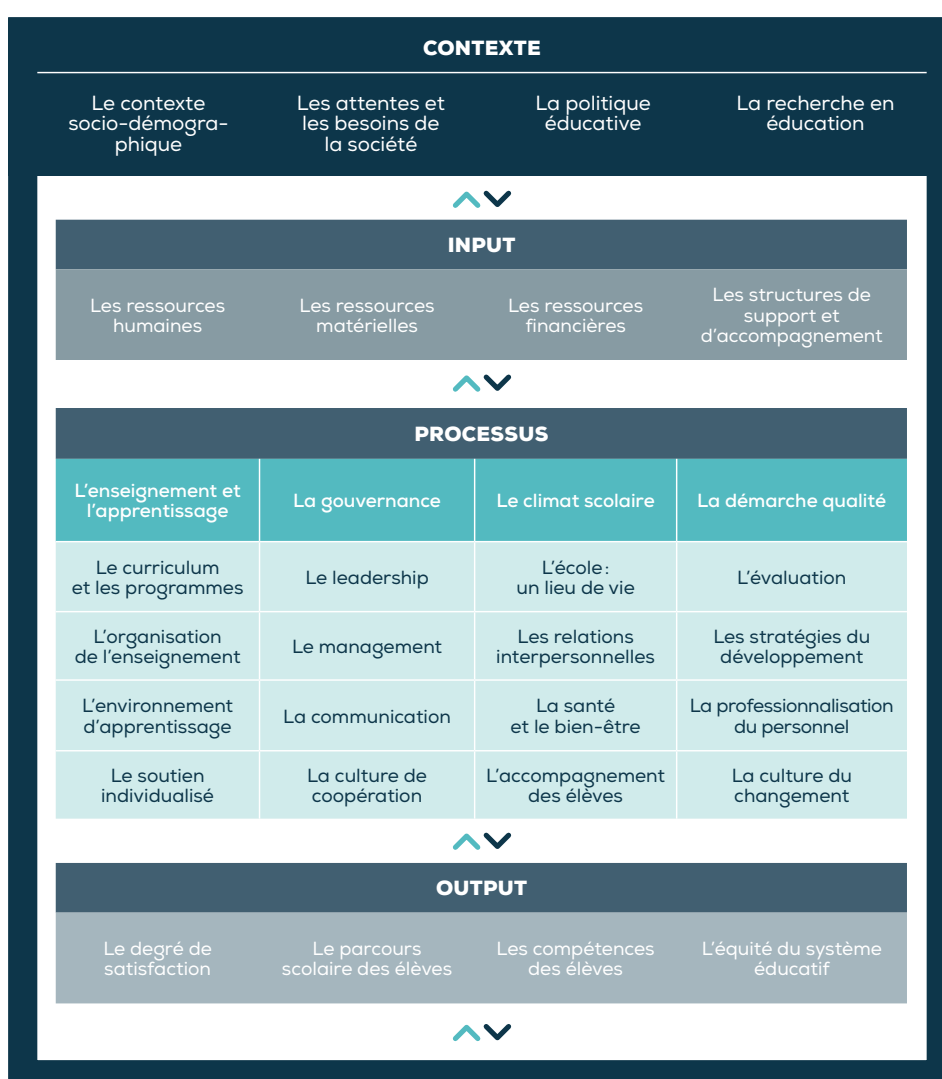 CONTEXTE
Le contexte
socio-démogra-
phique
Les attentes et
les besoins de
la société
La politique
éducative
La recherche en
éducation
INPUT
Les ressources
humaines
Les ressources
matérielles
Les ressources
financières
Les structures de
support et
d'accompagnement
PROCESSUS
L'enseignement et
l'apprentissage
La gouvernance
Le climat scolaire
La démarche qualité
Le curriculum
et les programmes
Le leadership
L'école :
un lieu de vie
L'évaluation
L'organisation
de l'enseignement
Le management
Les relations
interpersonnelles
Les stratégies du
développement
L'environnement
d'apprentissage
La communication
La santé
et le bien-être
La professionnalisation
du personnel
Le soutien
individualisé
La culture de
coopération
L'accompagnement
des élèves
La culture du
changement
OUTPUT
Le degré de
satisfaction
Le parcours
scolaire des élèves
Les compétences
des élèves
L'équité du système
éducatif